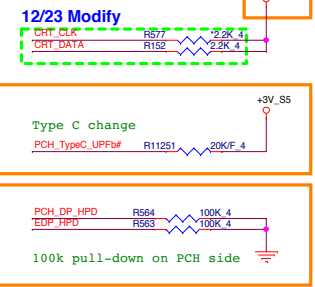 12/23 Modify
CRT_CLK R577 *2.2K_4
CRT_DATA R152 2.2K_4
+3V_S5
Type C change
PCH_TypeC_UPFb# R11251 20K/F_4
PCH_DP_HPD R564 100K_4
EDP_HPD R563 100K_4
100k pull-down on PCH side